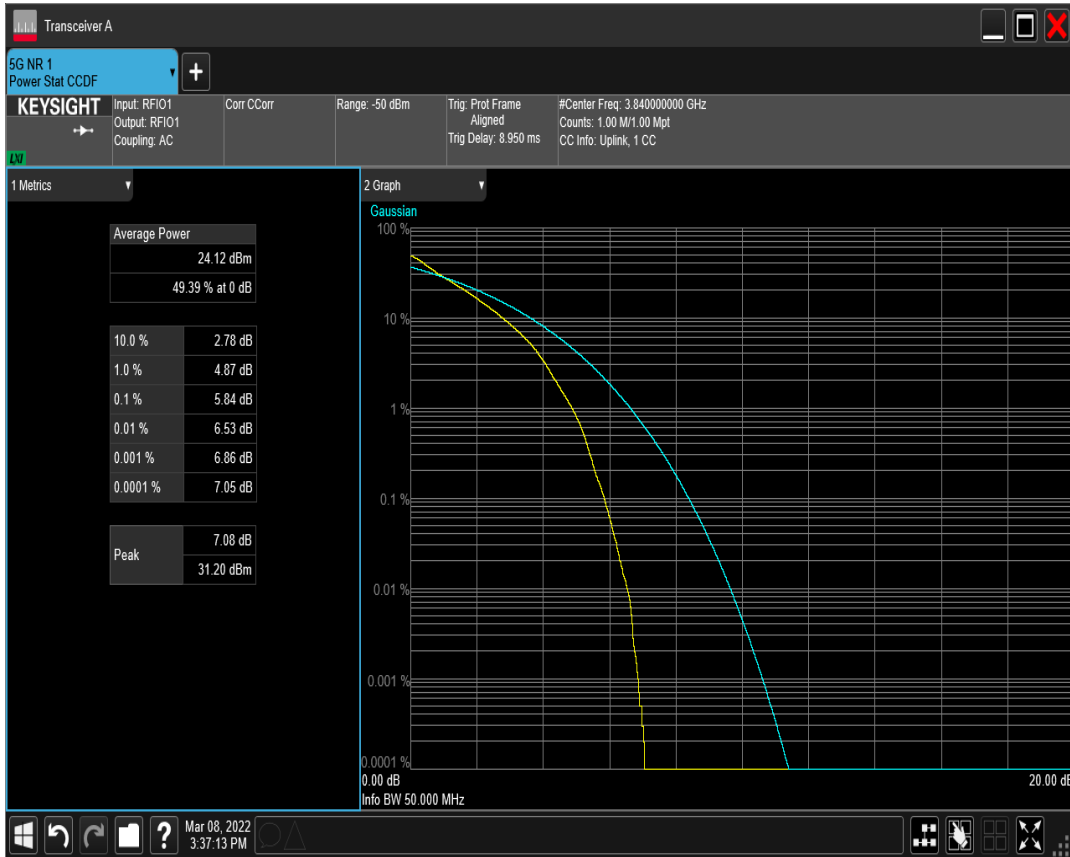 Transceiver A
5G NR 1
Power Stat CCDF
+
KEYSIGHT
LXI
Input: RFIO1
Output: RFIO1
Coupling: AC
Corr CCorr
Range: -50 dBm
Trig: Prot Frame
Aligned
Trig Delay: 8.950 ms
#Center Freq: 3.840000000 GHz
Counts: 1.00 M/1.00 Mpt
CC Info: Uplink, 1 CC
1 Metrics
Average Power
24.12 dBm
49.39 % at 0 dB
10.0 % 2.78 dB
1.0 % 4.87 dB
0.1 % 5.84 dB
0.01 % 6.53 dB
0.001 % 6.86 dB
0.0001 % 7.05 dB
Peak
7.08 dB
31.20 dBm
2 Graph
Gaussian
100 %
10 %
1 %
0.1 %
0.01 %
0.001 %
0.0001 %
0.00 dB 20.00 dB
Info BW 50.000 MHz
?
Mar 08, 2022
3:37:13 PM